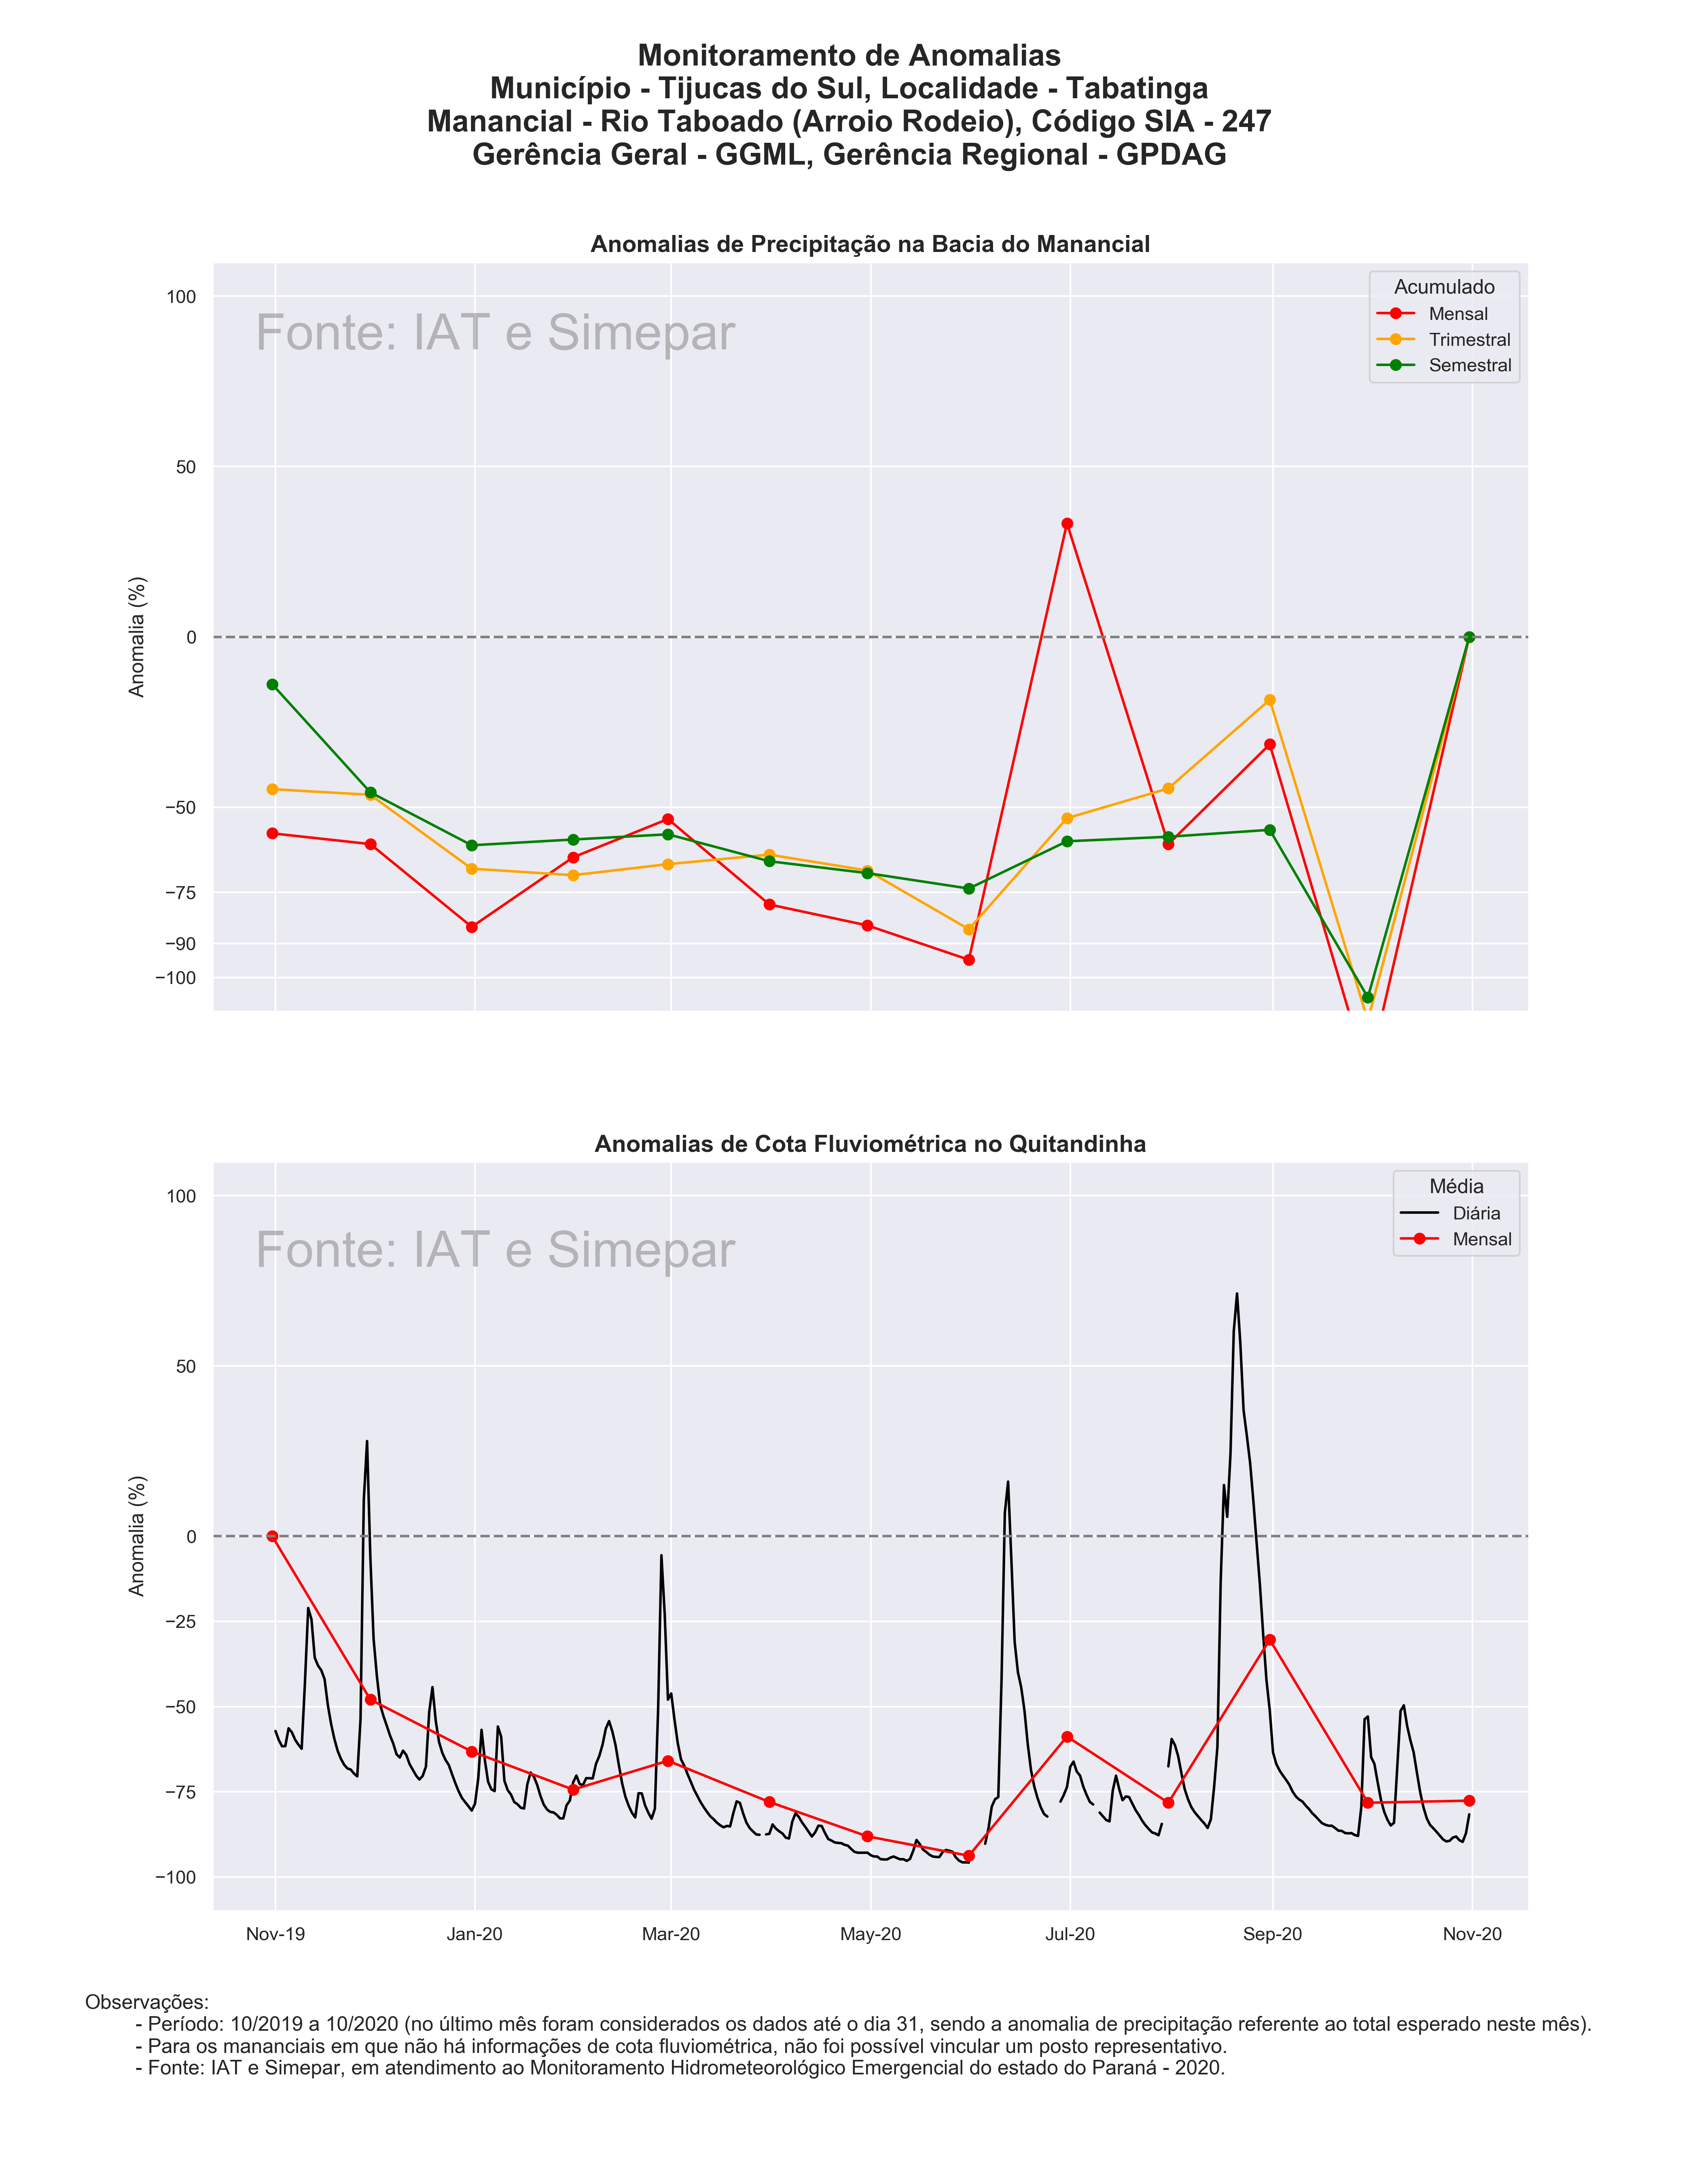 Monitoramento de Anomalias
Município - Tijucas do Sul, Localidade - Tabatinga
Manancial - Rio Taboado (Arroio Rodeio), Código SIA - 247
Gerência Geral - GGML, Gerência Regional - GPDAG
Anomalias de Precipitação na Bacia do Manancial
Fonte: IAT e Simepar
Acumulado
Mensal
Trimestral
Semestral
Anomalia (%)
100
50
0
−50
−75
−90
−100
Anomalias de Cota Fluviométrica no Quitandinha
Fonte: IAT e Simepar
Média
Diária
Mensal
Anomalia (%)
100
50
0
−25
−50
−75
−100
Nov-19 Jan-20 Mar-20 May-20 Jul-20 Sep-20 Nov-20
Observações:
- Período: 10/2019 a 10/2020 (no último mês foram considerados os dados até o dia 31, sendo a anomalia de precipitação referente ao total esperado neste mês).
- Para os mananciais em que não há informações de cota fluviométrica, não foi possível vincular um posto representativo.
- Fonte: IAT e Simepar, em atendimento ao Monitoramento Hidrometeorológico Emergencial do estado do Paraná - 2020.